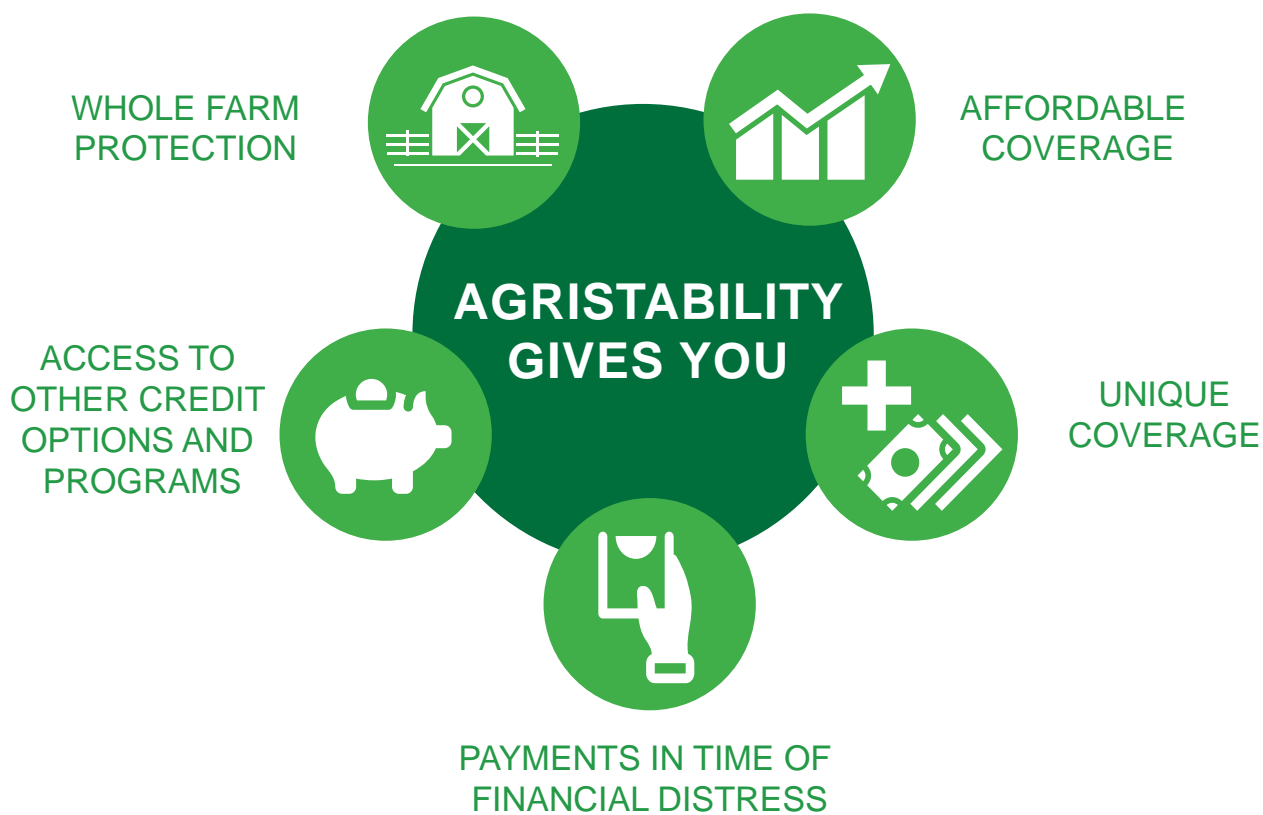 WHOLE FARM
PROTECTION
AFFORDABLE
COVERAGE
AGRISTABILITY
GIVES YOU
ACCESS TO
OTHER CREDIT
OPTIONS AND
PROGRAMS
UNIQUE
COVERAGE
PAYMENTS IN TIME OF
FINANCIAL DISTRESS